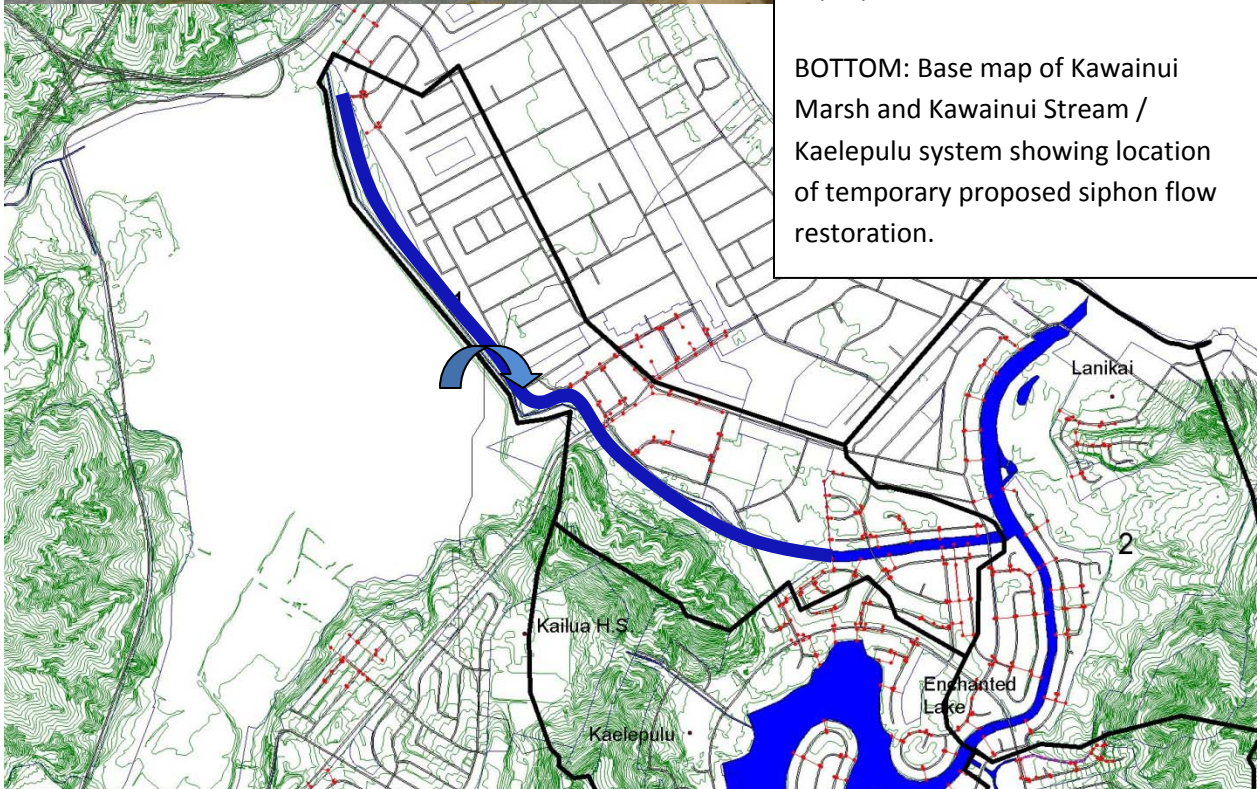 BOTTOM: Base map of Kawainui
Marsh and Kawainui Stream /
Kaelepulu system showing location
of temporary proposed siphon flow
restoration.
Lanikai
2
Kailua H.S.
Enchanted
Lake
Kaelepulu